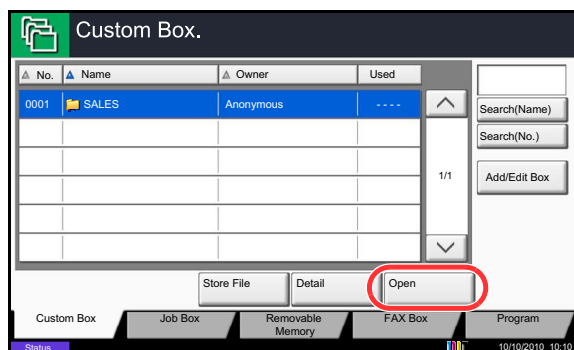 Custom Box.
No. Name Owner Used
0001 SALES Anonymous ----
Search(Name)
Search(No.)
1/1
Add/Edit Box
Store File Detail Open
Custom Box Job Box Removable Memory FAX Box Program
Status 10/10/2010 10:10